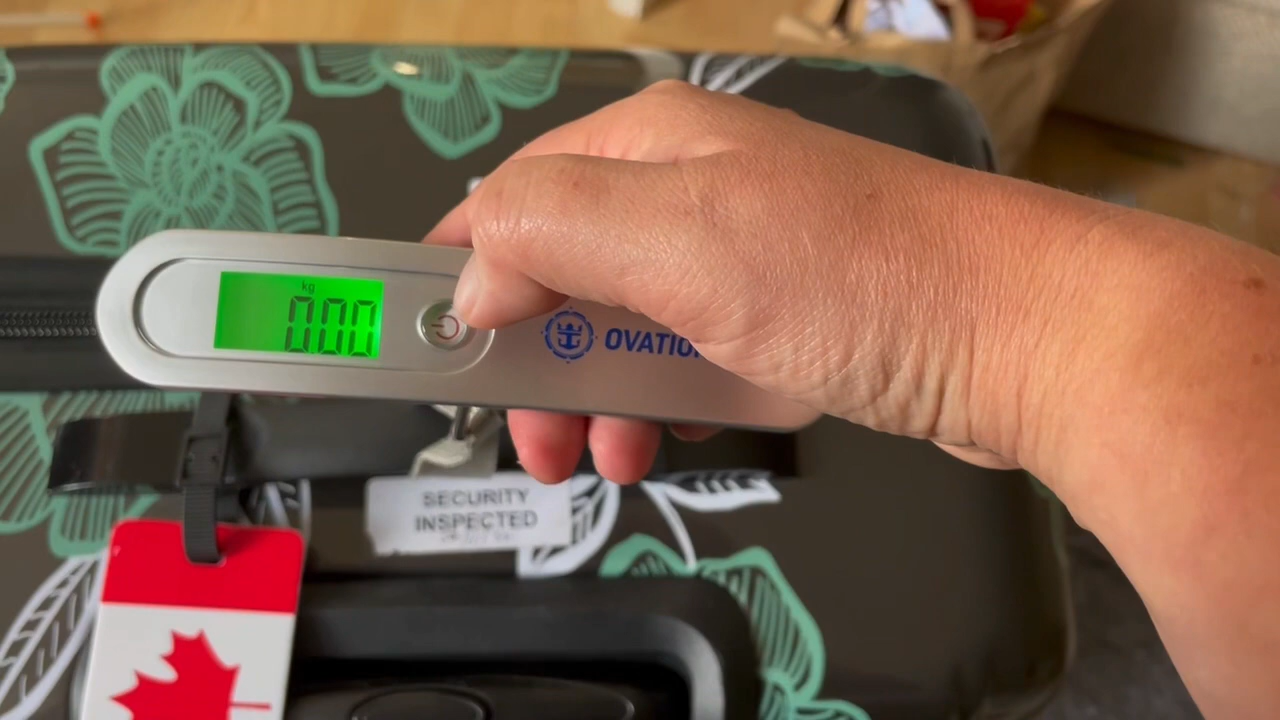 kg
0.00
OVATIO
SECURITY
INSPECTED